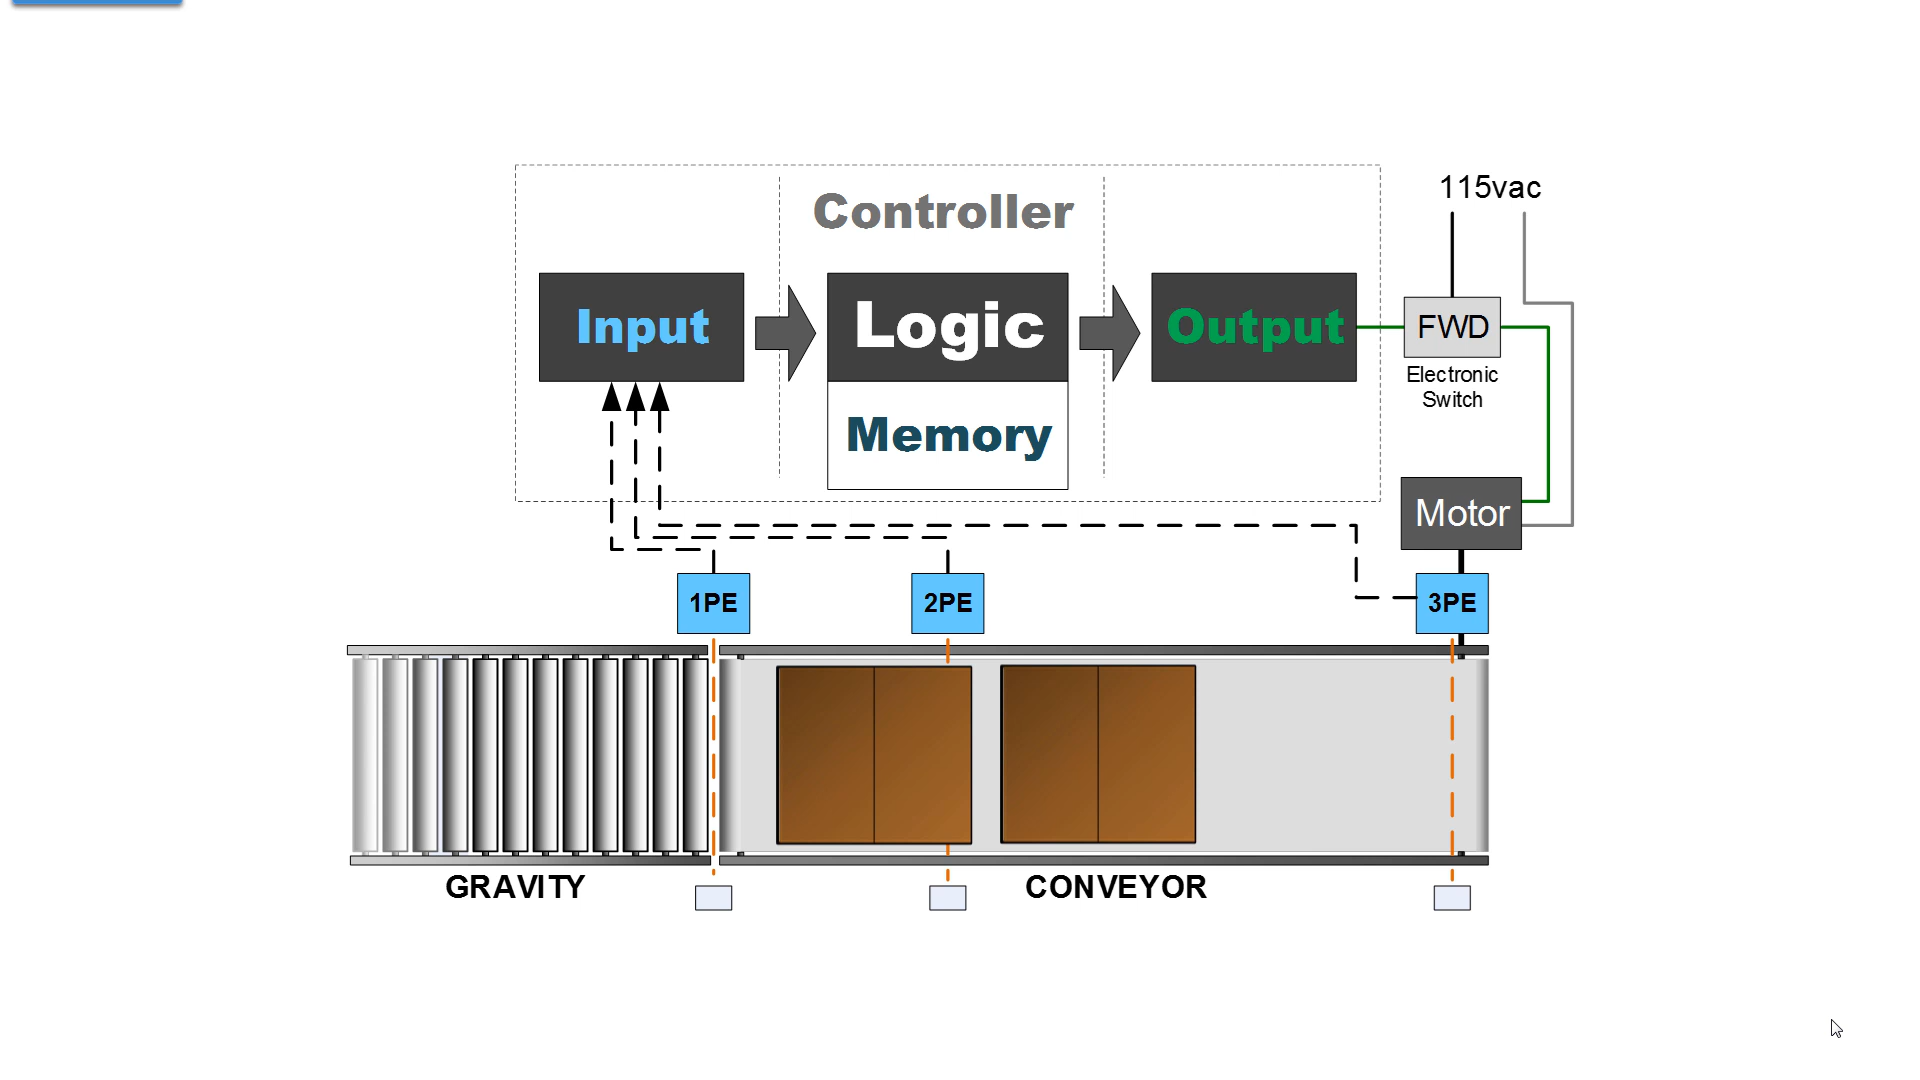 115vac
Controller
Input
Logic
Output
FWD
Electronic
Switch
Memory
Motor
1PE
2PE
3PE
GRAVITY
CONVEYOR